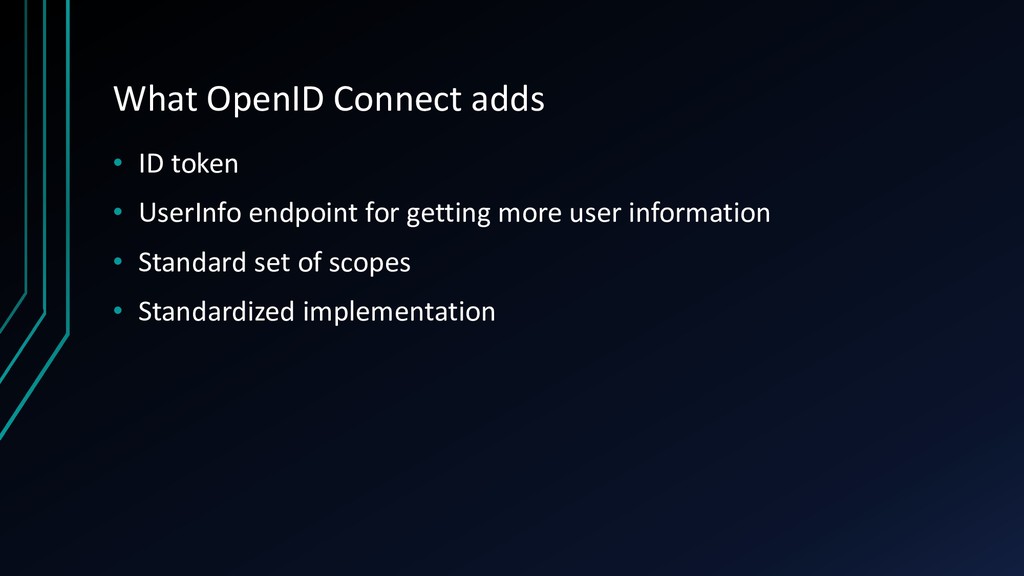 What OpenID Connect adds
• ID token
• UserInfo endpoint for getting more user information
• Standard set of scopes
• Standardized implementation